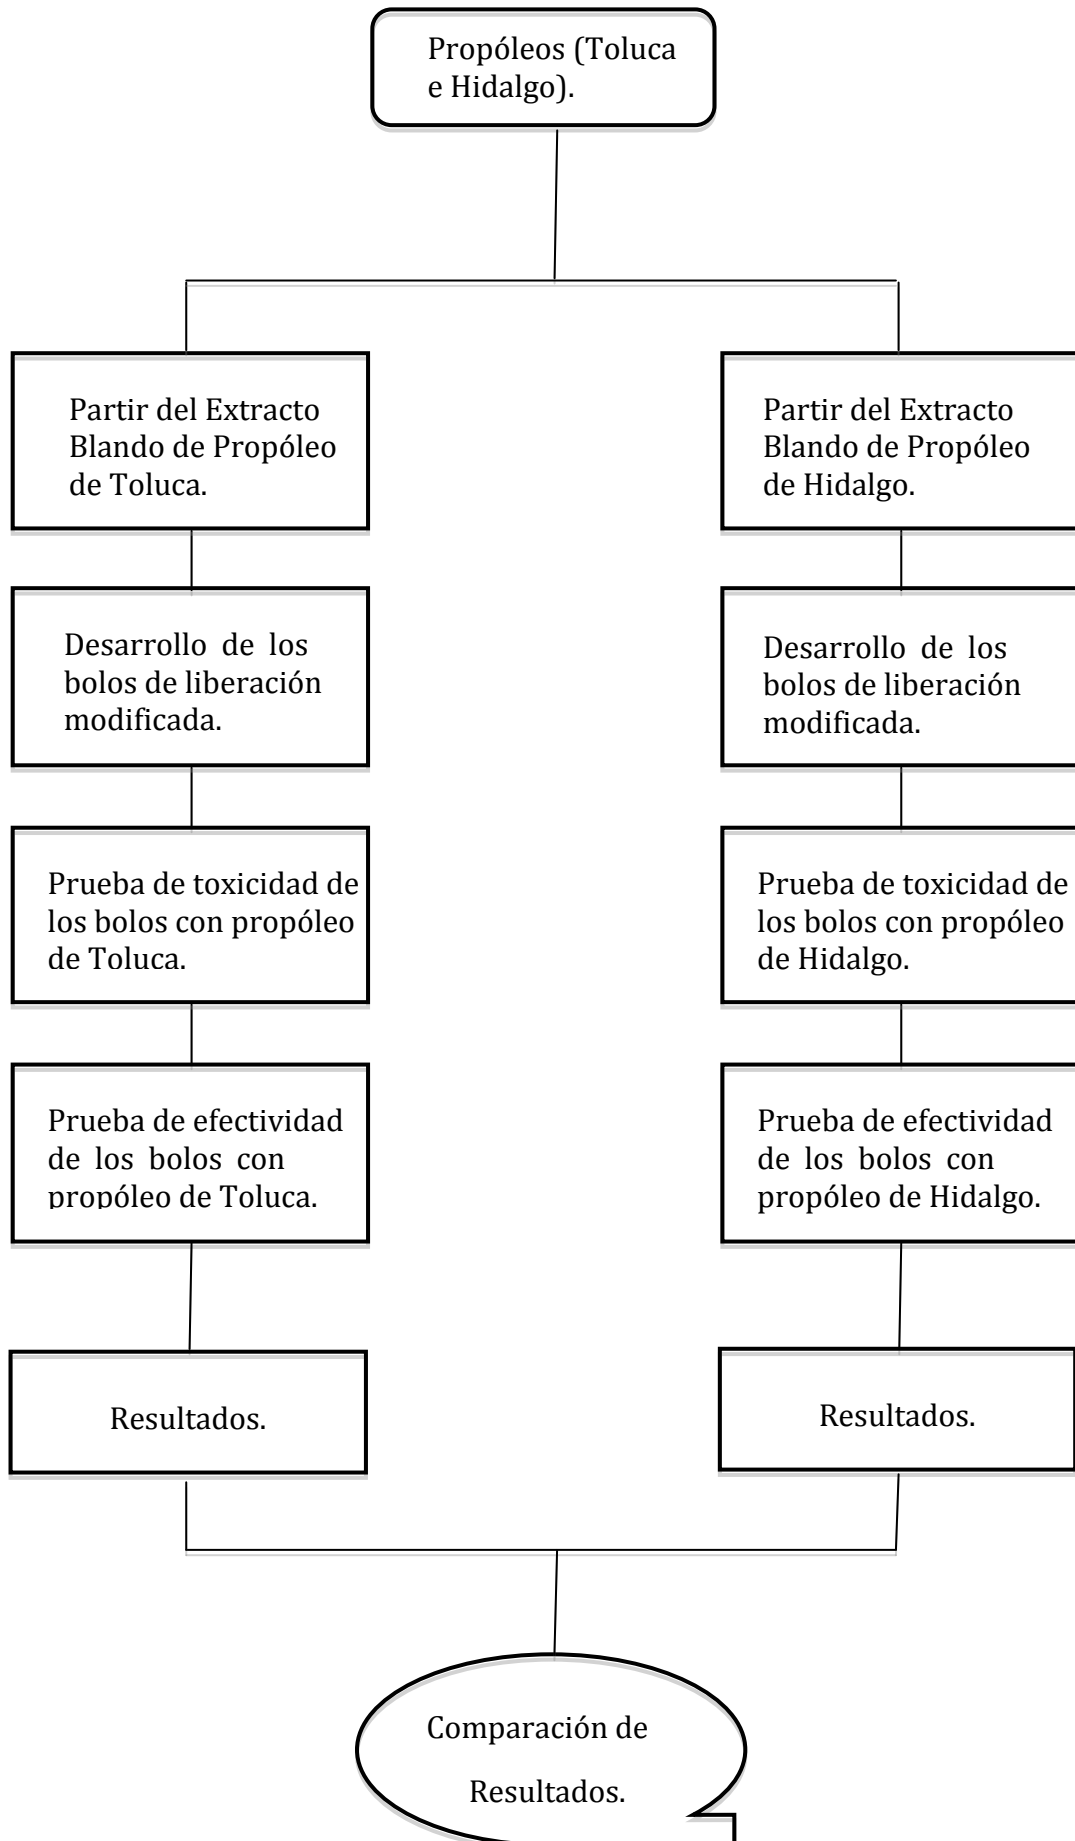 Propóleos (Toluca
e Hidalgo).
Partir del Extracto
Blando de Propóleo
de Toluca.
Partir del Extracto
Blando de Propóleo
de Hidalgo.
Desarrollo de los
bolos de liberación
modificada.
Desarrollo de los
bolos de liberación
modificada.
Prueba de toxicidad de
los bolos con propóleo
de Toluca.
Prueba de toxicidad de
los bolos con propóleo
de Hidalgo.
Prueba de efectividad
de los bolos con
propóleo de Toluca.
Prueba de efectividad
de los bolos con
propóleo de Hidalgo.
Resultados.
Resultados.
Comparación de
Resultados.